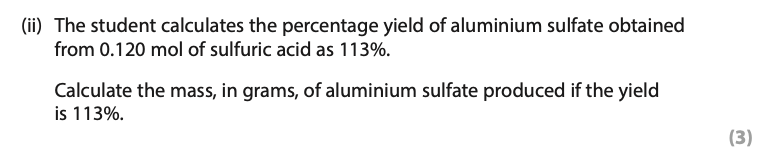 (ii) The student calculates the percentage yield of aluminium sulfate obtained
from 0.120 mol of sulfuric acid as 113%.
Calculate the mass, in grams, of aluminium sulfate produced if the yield
is 113%.
(3)